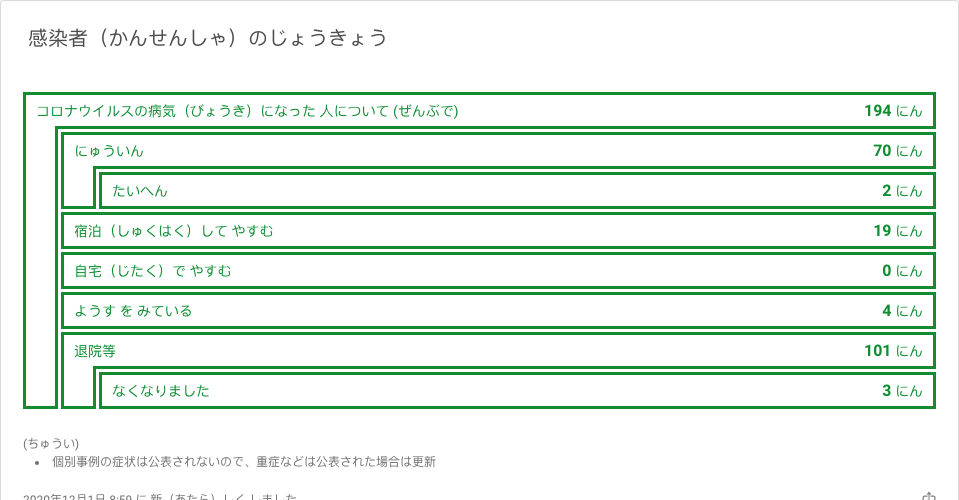 感染者（かんせんしゃ）のじょうきょう
コロナウイルスの病気（びょうき）になった 人について (ぜんぶで) 194 にん
にゅういん 70 にん
たいへん 2 にん
宿泊（しゅくはく）して やすむ 19 にん
自宅（じたく）で やすむ 0 にん
ようす を みている 4 にん
退院等 101 にん
なくなりました 3 にん
(ちゅうい)
• 個別事例の症状は公表されないので、重症などは公表された場合は更新
2020年12月1日 8:59 に 新（あたら）しく しました